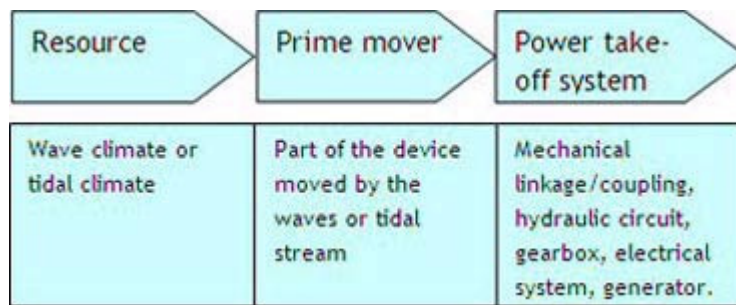 Resource
Prime mover
Power take-
off system
Wave climate or
tidal climate
Part of the device
moved by the
waves or tidal
stream
Mechanical
linkage/coupling,
hydraulic circuit,
gearbox, electrical
system, generator.